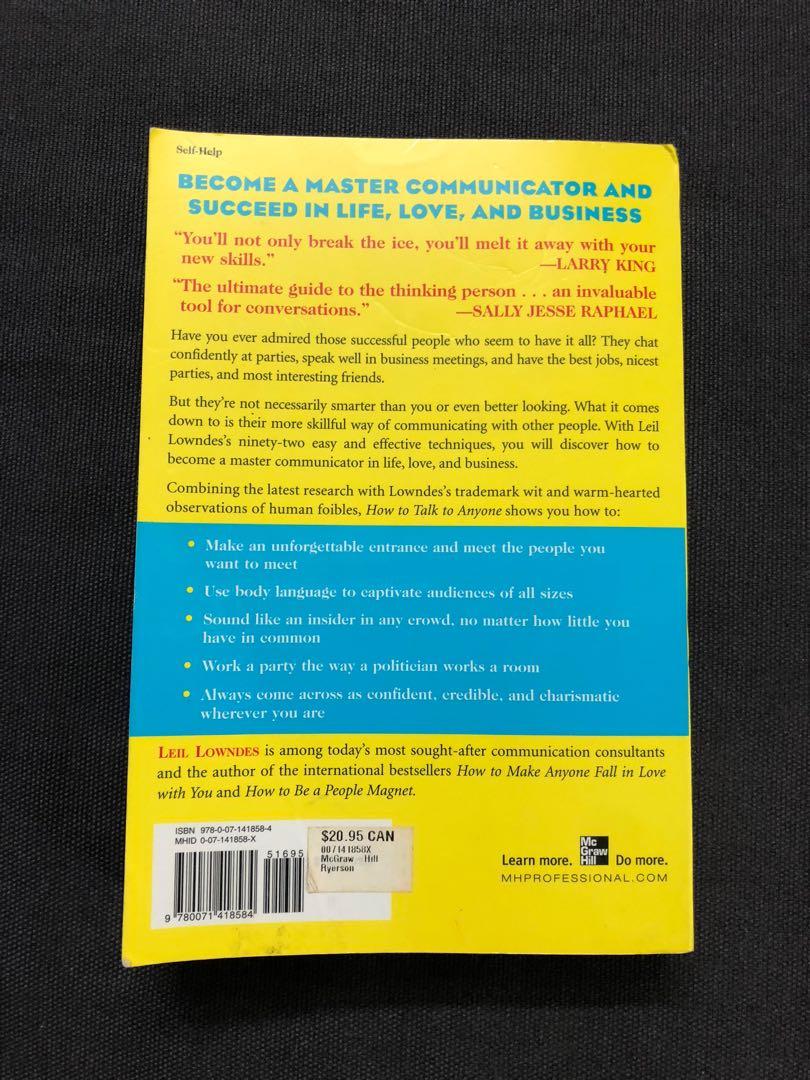 Self-Help
BECOME A MASTER COMMUNICATOR AND
SUCCEED IN LIFE, LOVE, AND BUSINESS
“You’ll not only break the ice, you’ll melt it away with your
new skills.” —LARRY KING
“The ultimate guide to the thinking person . . . an invaluable
tool for conversations.” —SALLY JESSE RAPHAEL
Have you ever admired those successful people who seem to have it all? They chat
confidently at parties, speak well in business meetings, and have the best jobs, nicest
parties, and most interesting friends.
But they’re not necessarily smarter than you or even better looking. What it comes
down to is their more skillful way of communicating with other people. With Leil
Lowndes’s ninety-two easy and effective techniques, you will discover how to
become a master communicator in life, love, and business.
Combining the latest research with Lowndes’s trademark wit and warm-hearted
observations of human foibles, How to Talk to Anyone shows you how to:
• Make an unforgettable entrance and meet the people you
want to meet
• Use body language to captivate audiences of all sizes
• Sound like an insider in any crowd, no matter how little you
have in common
• Work a party the way a politician works a room
• Always come across as confident, credible, and charismatic
wherever you are
LEIL LOWNDES is among today’s most sought-after communication consultants
and the author of the international bestsellers How to Make Anyone Fall in Love
with You and How to Be a People Magnet.
ISBN 978-0-07-141858-4
MHID 0-07-141858-X
51695
9 780071 418584
$20.95 CAN
007141858X
McGraw Hill
Ryerson
Learn more. Mc Graw Hill Do more.
MHPROFESSIONAL.COM